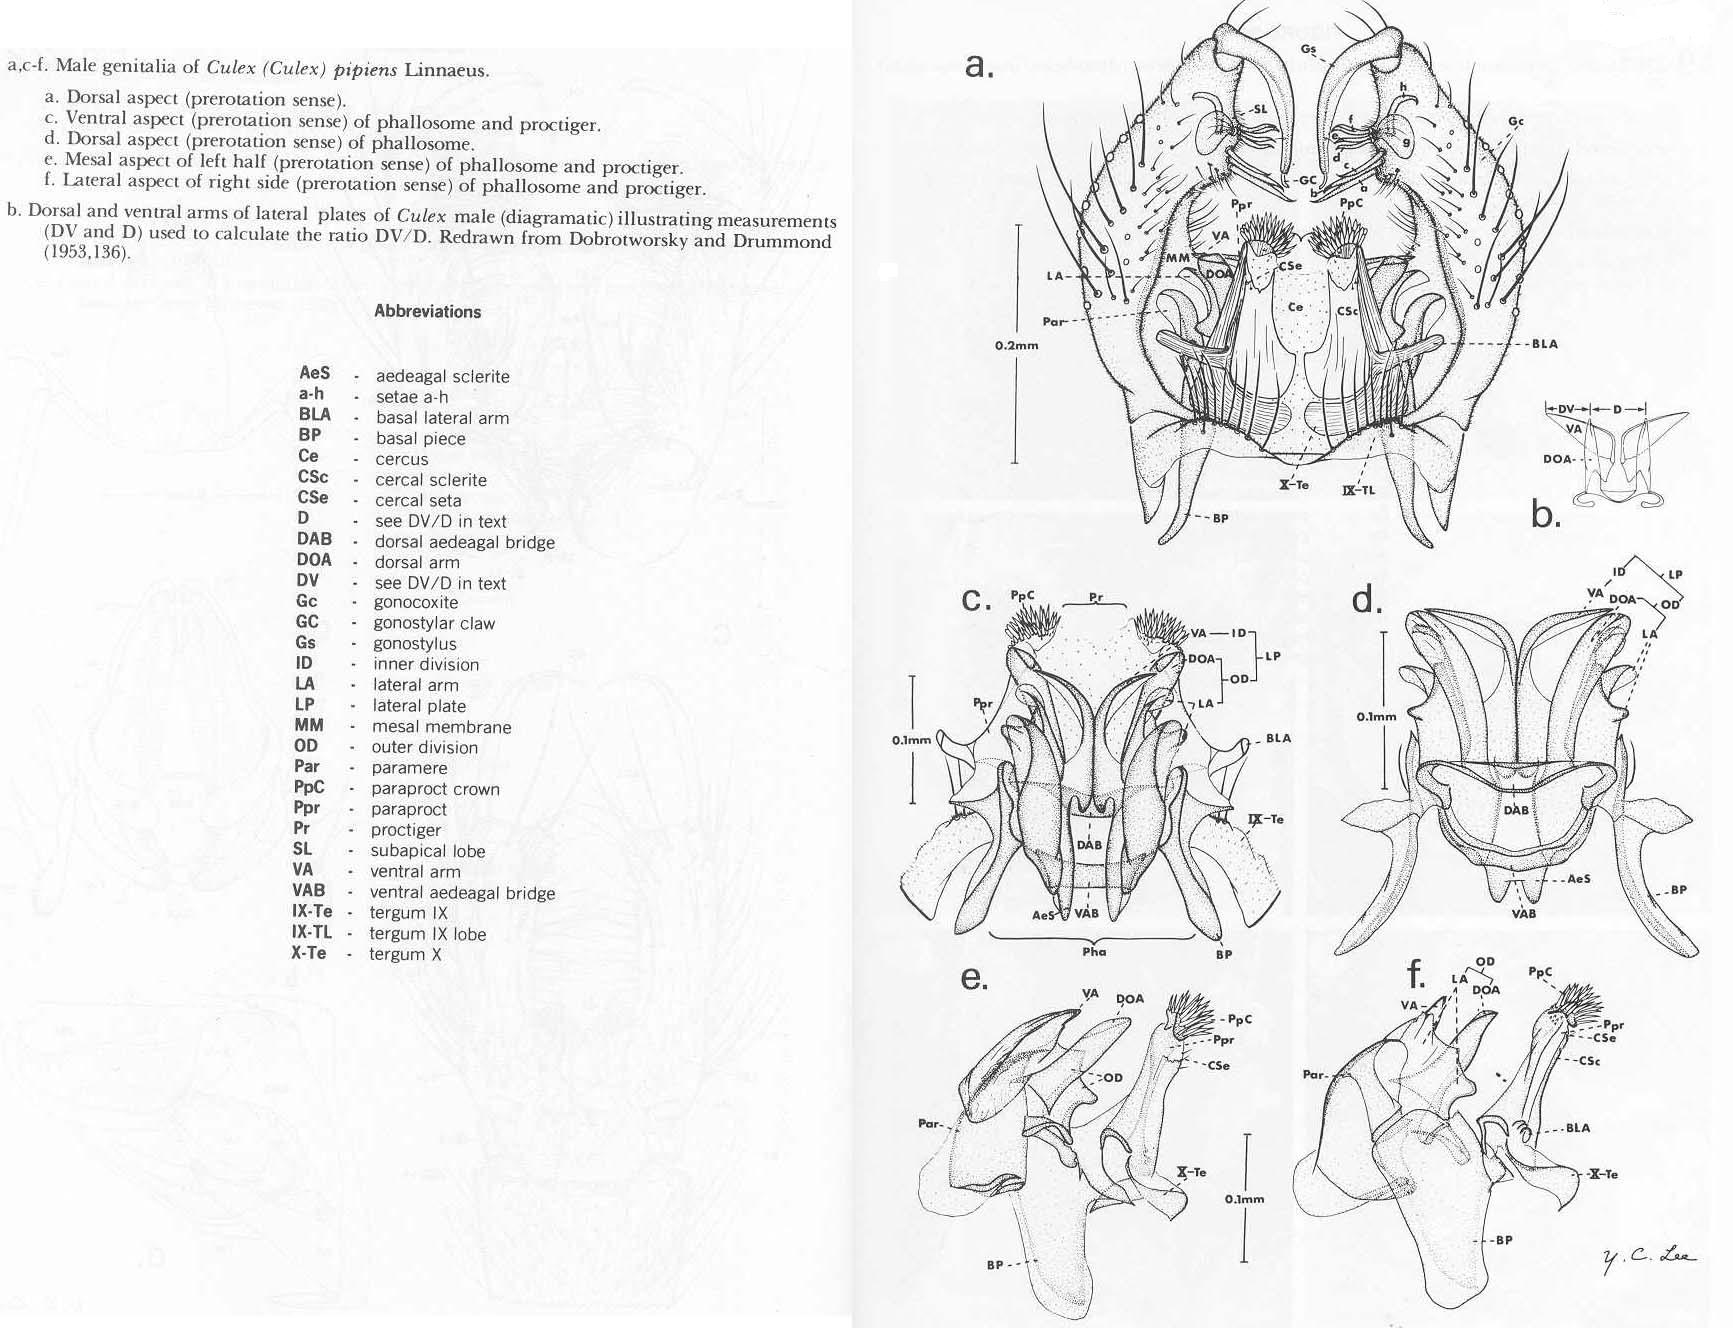 a,c-f. Male genitalia of Culex (Culex) pipiens Linnaeus.
a. Dorsal aspect (prerotation sense).
c. Ventral aspect (prerotation sense) of phallosome and proctiger.
d. Dorsal aspect (prerotation sense) of phallosome.
e. Mesal aspect of left half (prerotation sense) of phallosome and proctiger.
f. Lateral aspect of right side (prerotation sense) of phallosome and proctiger.
b. Dorsal and ventral arms of lateral plates of Culex male (diagramatic) illustrating measurements
(DV and D) used to calculate the ratio DV/D. Redrawn from Dobrotworsky and Drummond
(1953,136).
Abbreviations
AeS - aedeagal sclerite
a-h - setae a-h
BLA - basal lateral arm
BP - basal piece
Ce - cercus
CSc - cercal sclerite
CSe - cercal seta
D - see DV/D in text
DAB - dorsal aedeagal bridge
DOA - dorsal arm
DV - see DV/D in text
Gc - gonocoxite
GC - gonostylar claw
Gs - gonostylus
ID - inner division
LA - lateral arm
LP - lateral plate
MM - mesal membrane
OD - outer division
Par - paramere
PpC - paraproct crown
Ppr - paraproct
Pr - proctiger
SL - subapical lobe
VA - ventral arm
VAB - ventral aedeagal bridge
IX-Te - tergum IX
IX-TL - tergum IX lobe
X-Te - tergum X
a.
Gs
h
SL
f
Gc
e
g
d
c
GC
a
b
Ppr
PpC
VA
MM
LA
DOA
CSe
Ce
CSc
Par
0.2mm
BLA
X-Te
IX-TL
BP
DV
D
VA
DOA
b.
c.
PpC
Pr
VA
ID
DOA
LP
OD
LA
Ppr
0.1mm
BLA
IX-Te
DAB
AeS
VAB
Pha
BP
d.
ID
LP
VA
DOA
OD
LA
0.1mm
DAB
AeS
BP
VAB
e.
VA
DOA
PpC
Ppr
CSe
OD
Par
X-Te
0.1mm
BP
f.
OD
LA
DOA
VA
PpC
Ppr
CSe
CSc
Par
BLA
X-Te
BP
Y. C. Lee